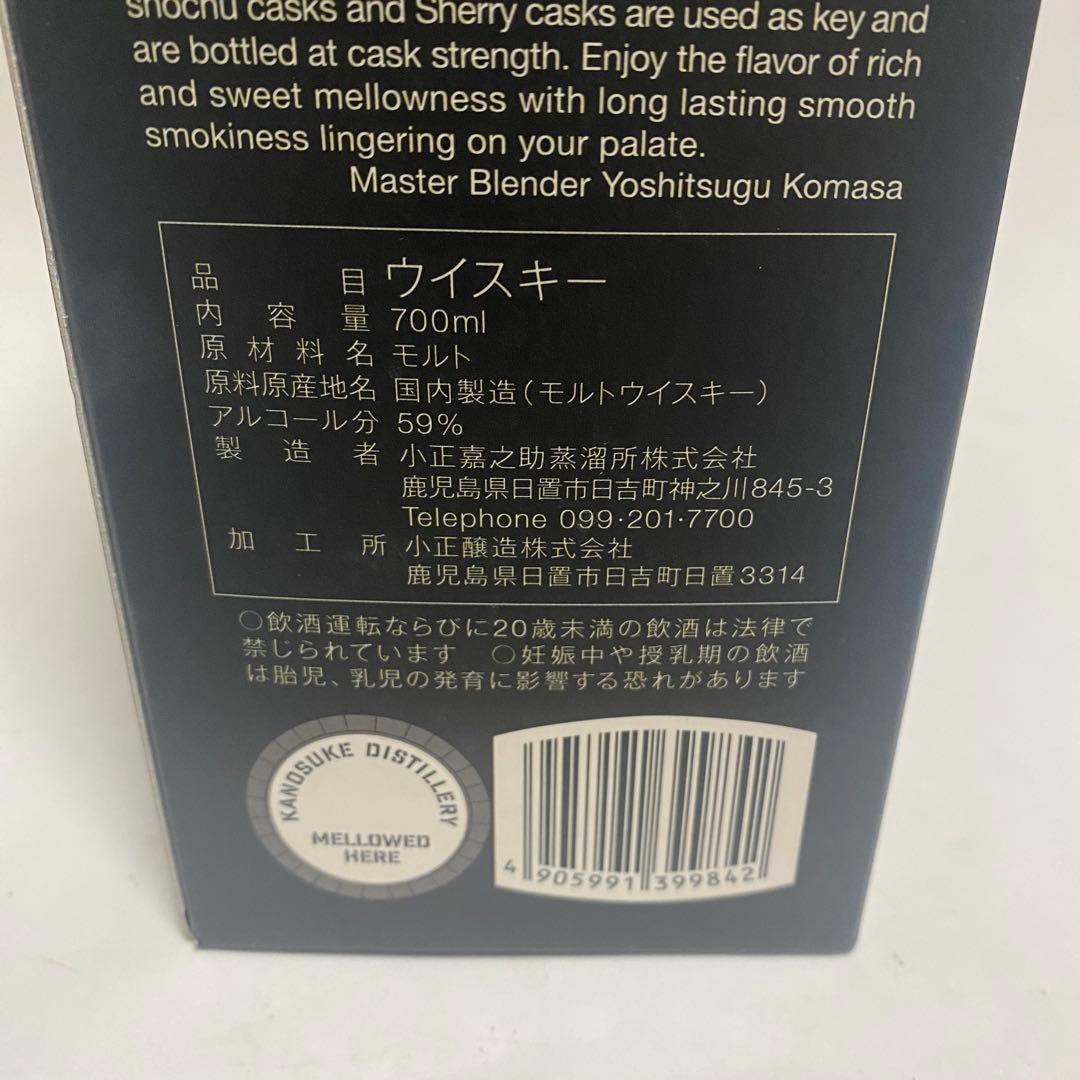 shochu casks and Sherry casks are used as key and
are bottled at cask strength. Enjoy the flavor of rich
and sweet mellowness with long lasting smooth
smokiness lingering on your palate.
Master Blender Yoshitsugu Komasa
品目 ウイスキー
内容量 700ml
原材料名 モルト
原料原産地名 国内製造(モルトウイスキー)
アルコール分 59%
製造者 小正嘉之助蒸溜所株式会社
鹿児島県日置市日吉町神之川845-3
Telephone 099·201·7700
加工所 小正醸造株式会社
鹿児島県日置市日吉町日置3314
○飲酒運転ならびに20歳未満の飲酒は法律で
禁じられています ○妊娠中や授乳期の飲酒
は胎児、乳児の発育に影響する恐れがあります
KANOSUKE DISTILLERY
MELLOWED
HERE
4 905991 399842